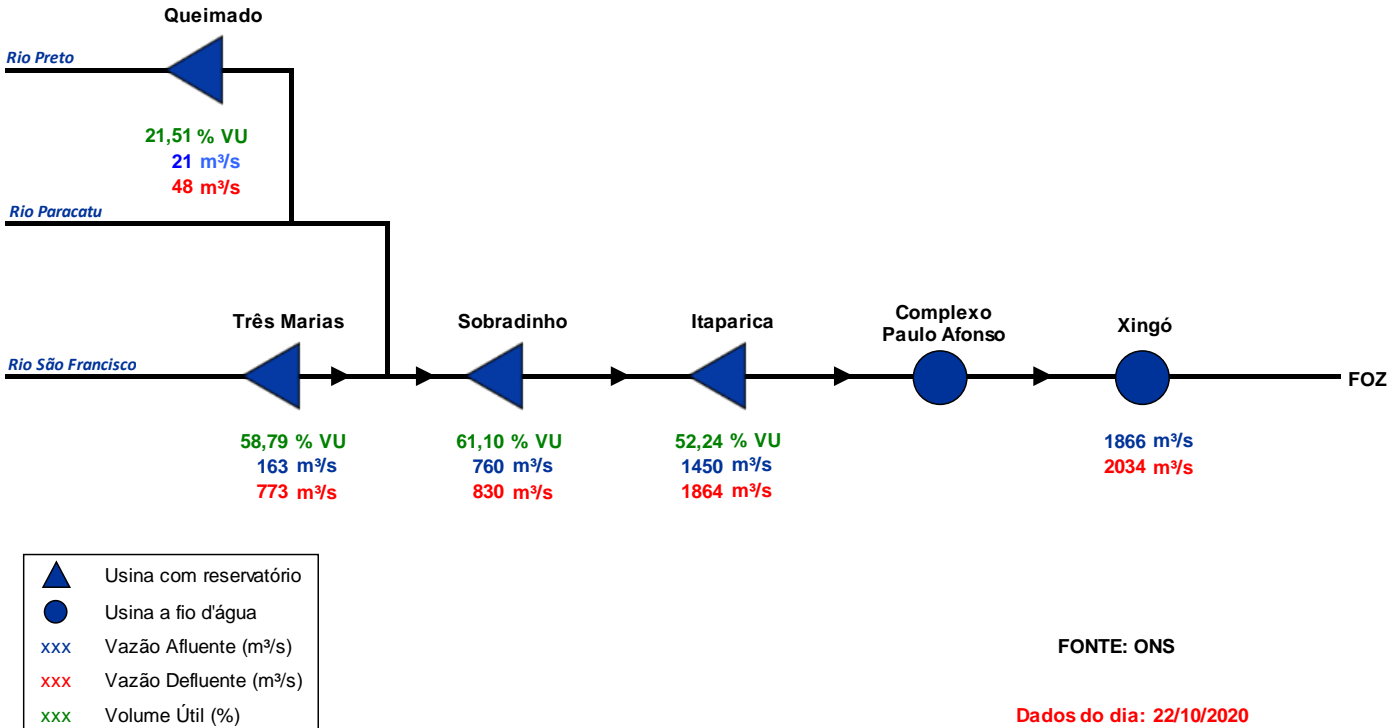 Queimado
Rio Preto
21,51 % VU
21 m³/s
48 m³/s
Rio Paracatu
Três Marias
Sobradinho
Itaparica
Complexo
Paulo Afonso
Xingó
Rio São Francisco
FOZ
58,79 % VU
163 m³/s
773 m³/s
61,10 % VU
760 m³/s
830 m³/s
52,24 % VU
1450 m³/s
1864 m³/s
1866 m³/s
2034 m³/s
Usina com reservatório
Usina a fio d'água
xxx Vazão Afluente (m³/s)
xxx Vazão Defluente (m³/s)
xxx Volume Útil (%)
FONTE: ONS
Dados do dia: 22/10/2020